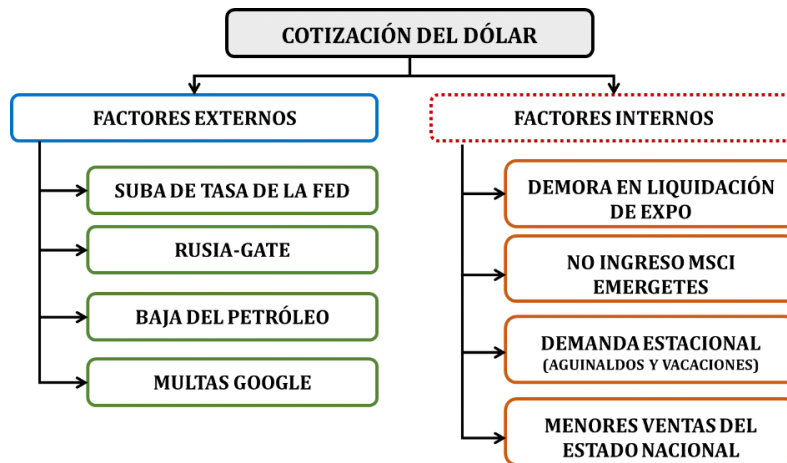 COTIZACIÓN DEL DÓLAR
FACTORES EXTERNOS
SUBA DE TASA DE LA FED
RUSIA-GATE
BAJA DEL PETRÓLEO
MULTAS GOOGLE
FACTORES INTERNOS
DEMORA EN LIQUIDACIÓN
DE EXPO
NO INGRESO MSCI
EMERGETES
DEMANDA ESTACIONAL
(AGUINALDOS Y VACACIONES)
MENORES VENTAS DEL
ESTADO NACIONAL